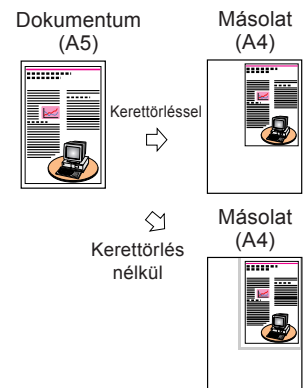 Dokumentum
(A5)
Másolat
(A4)
Kerettörléssel
Másolat
(A4)
Kerettörlés
nélkül